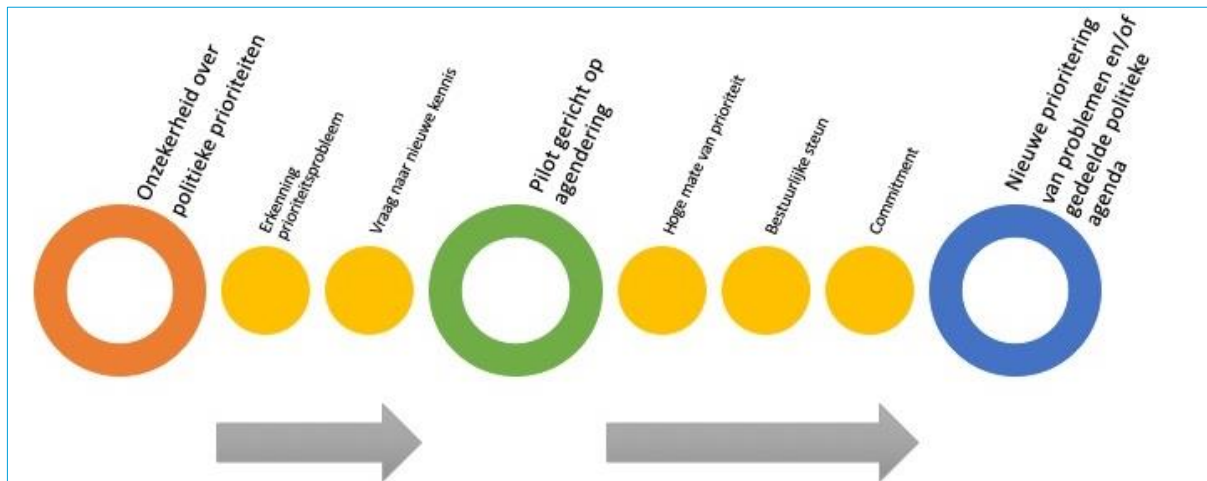 Onzekerheid over
politieke prioriteiten
Erkenning
prioriteitsprobleem
Vraag naar nieuwe kennis
Pilot gericht op
agendering
Hoge mate van prioriteit
Bestuurlijke steun
Commitment
Nieuwe prioritering
van problemen en/of
gedeelde politieke
agenda